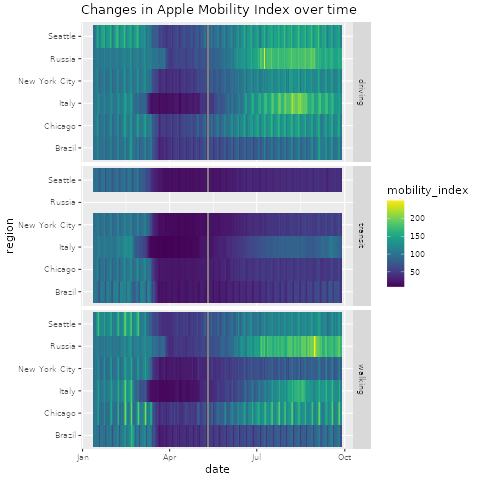 Changes in Apple Mobility Index over time
region
Seattle
Russia
New York City
Italy
Chicago
Brazil
driving
Seattle
Russia
New York City
Italy
Chicago
Brazil
transit
Seattle
Russia
New York City
Italy
Chicago
Brazil
walking
Jan
Apr
Jul
Oct
date
mobility_index
200
150
100
50